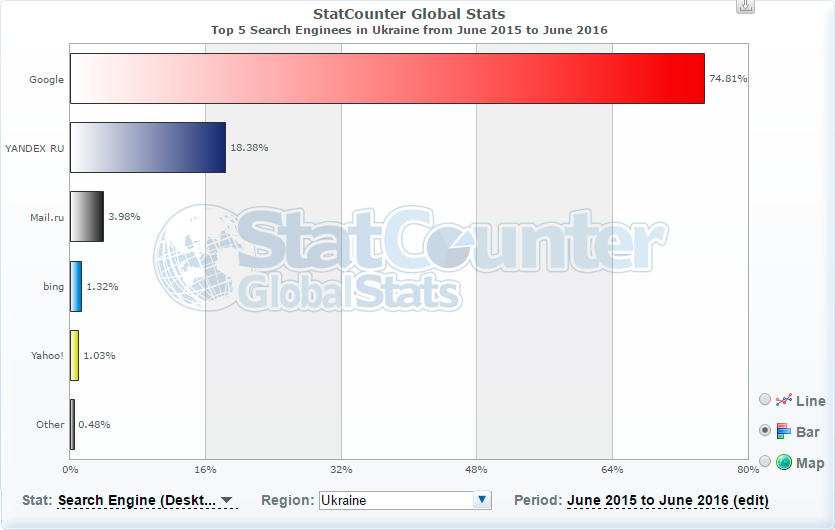 StatCounter Global Stats
Top 5 Search Enginees in Ukraine from June 2015 to June 2016
Google
74.81%
YANDEX RU
18.38%
Mail.ru
3.98%
bing
1.32%
Yahoo!
1.03%
Other
0.48%
StatCounter
GlobalStats
0%
16%
32%
48%
64%
80%
Line
Bar
Map
Stat: Search Engine (Deskt...
Region: Ukraine
Period: June 2015 to June 2016 (edit)